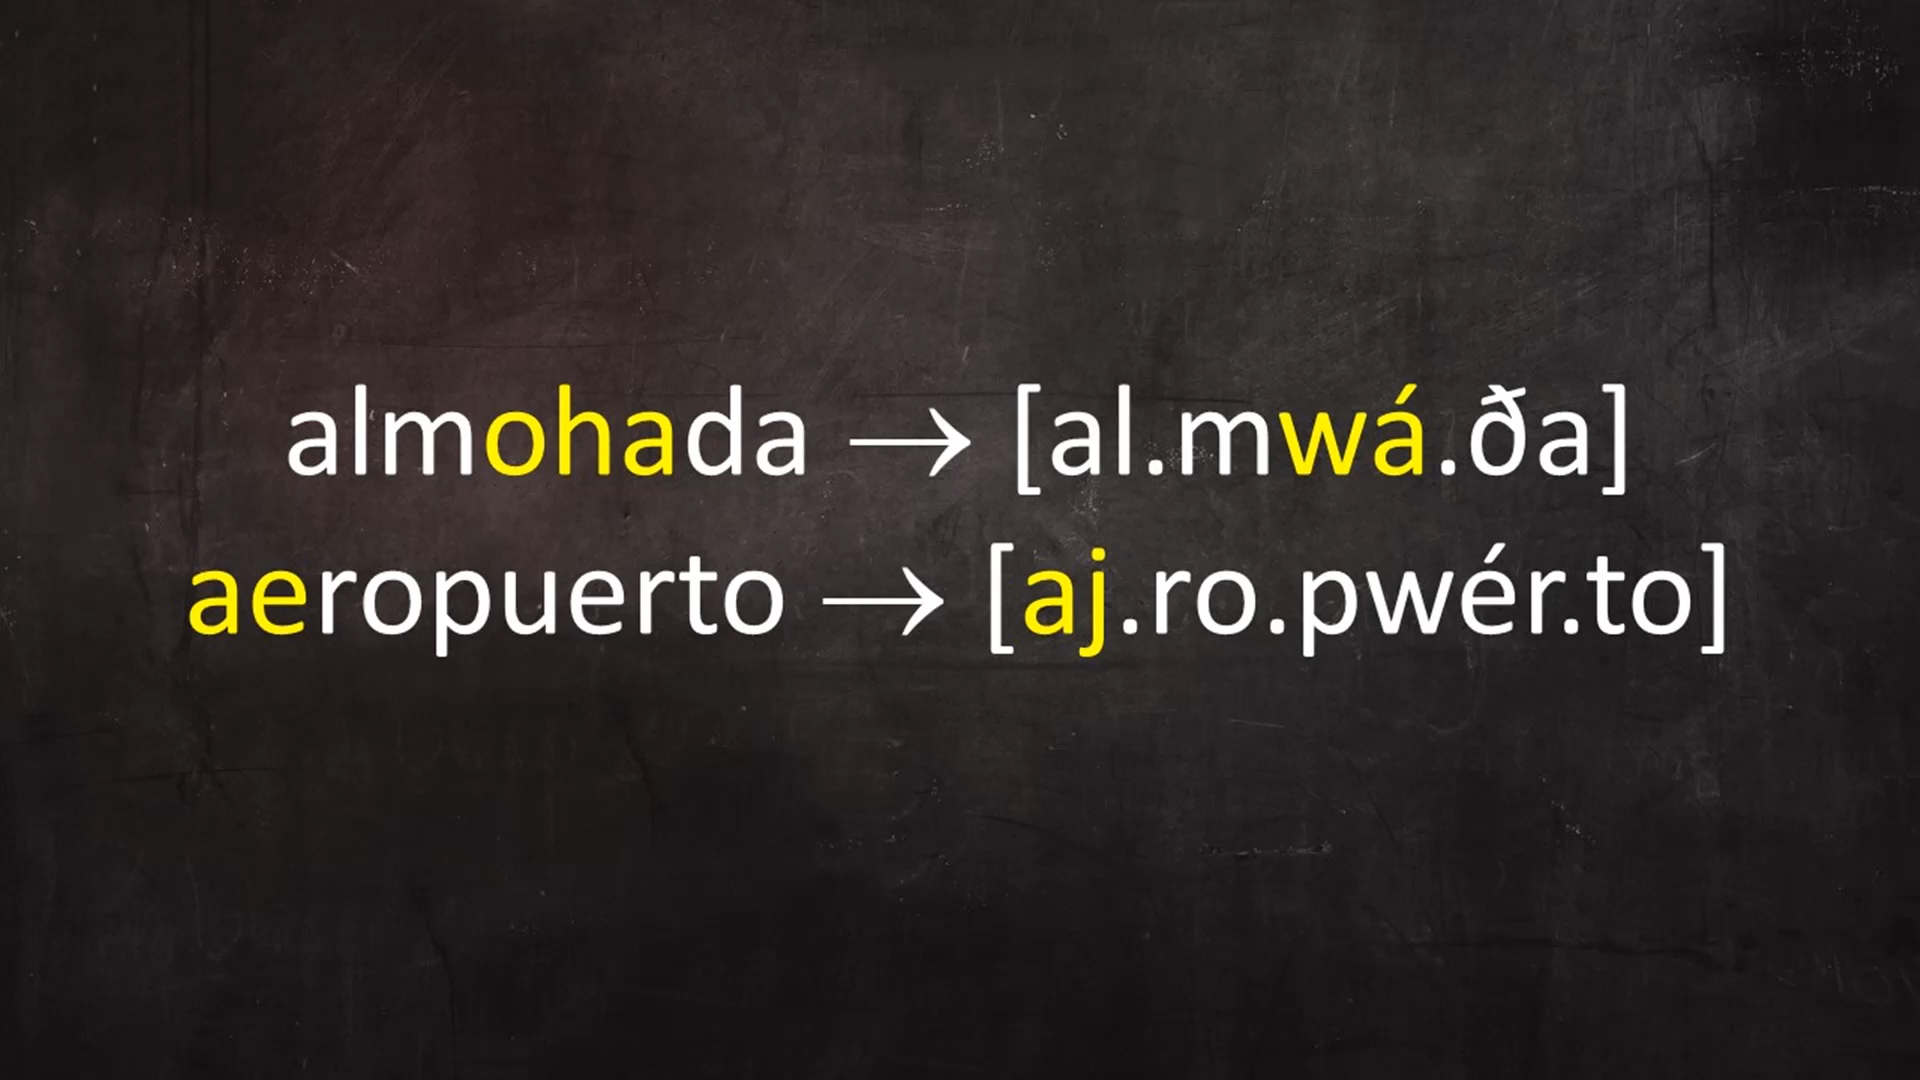 almohada → [al.mwá.ða]
aeropuerto → [aj.ro.pwér.to]